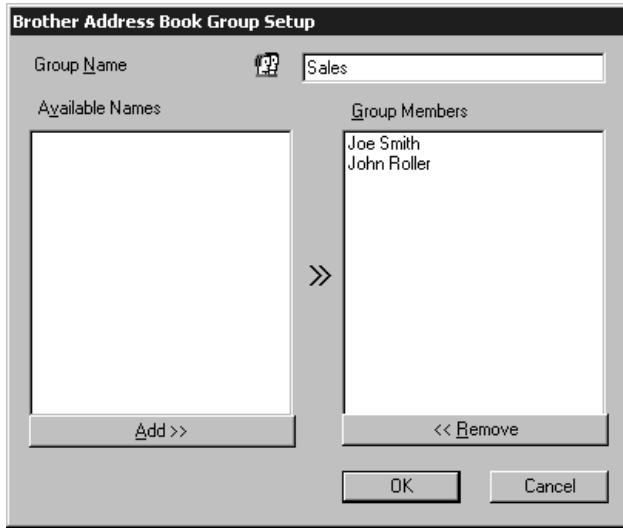 Brother Address Book Group Setup
Group Name
Sales
Available Names
Group Members
Joe Smith
John Roller
>>
Add >>
<< Remove
OK
Cancel